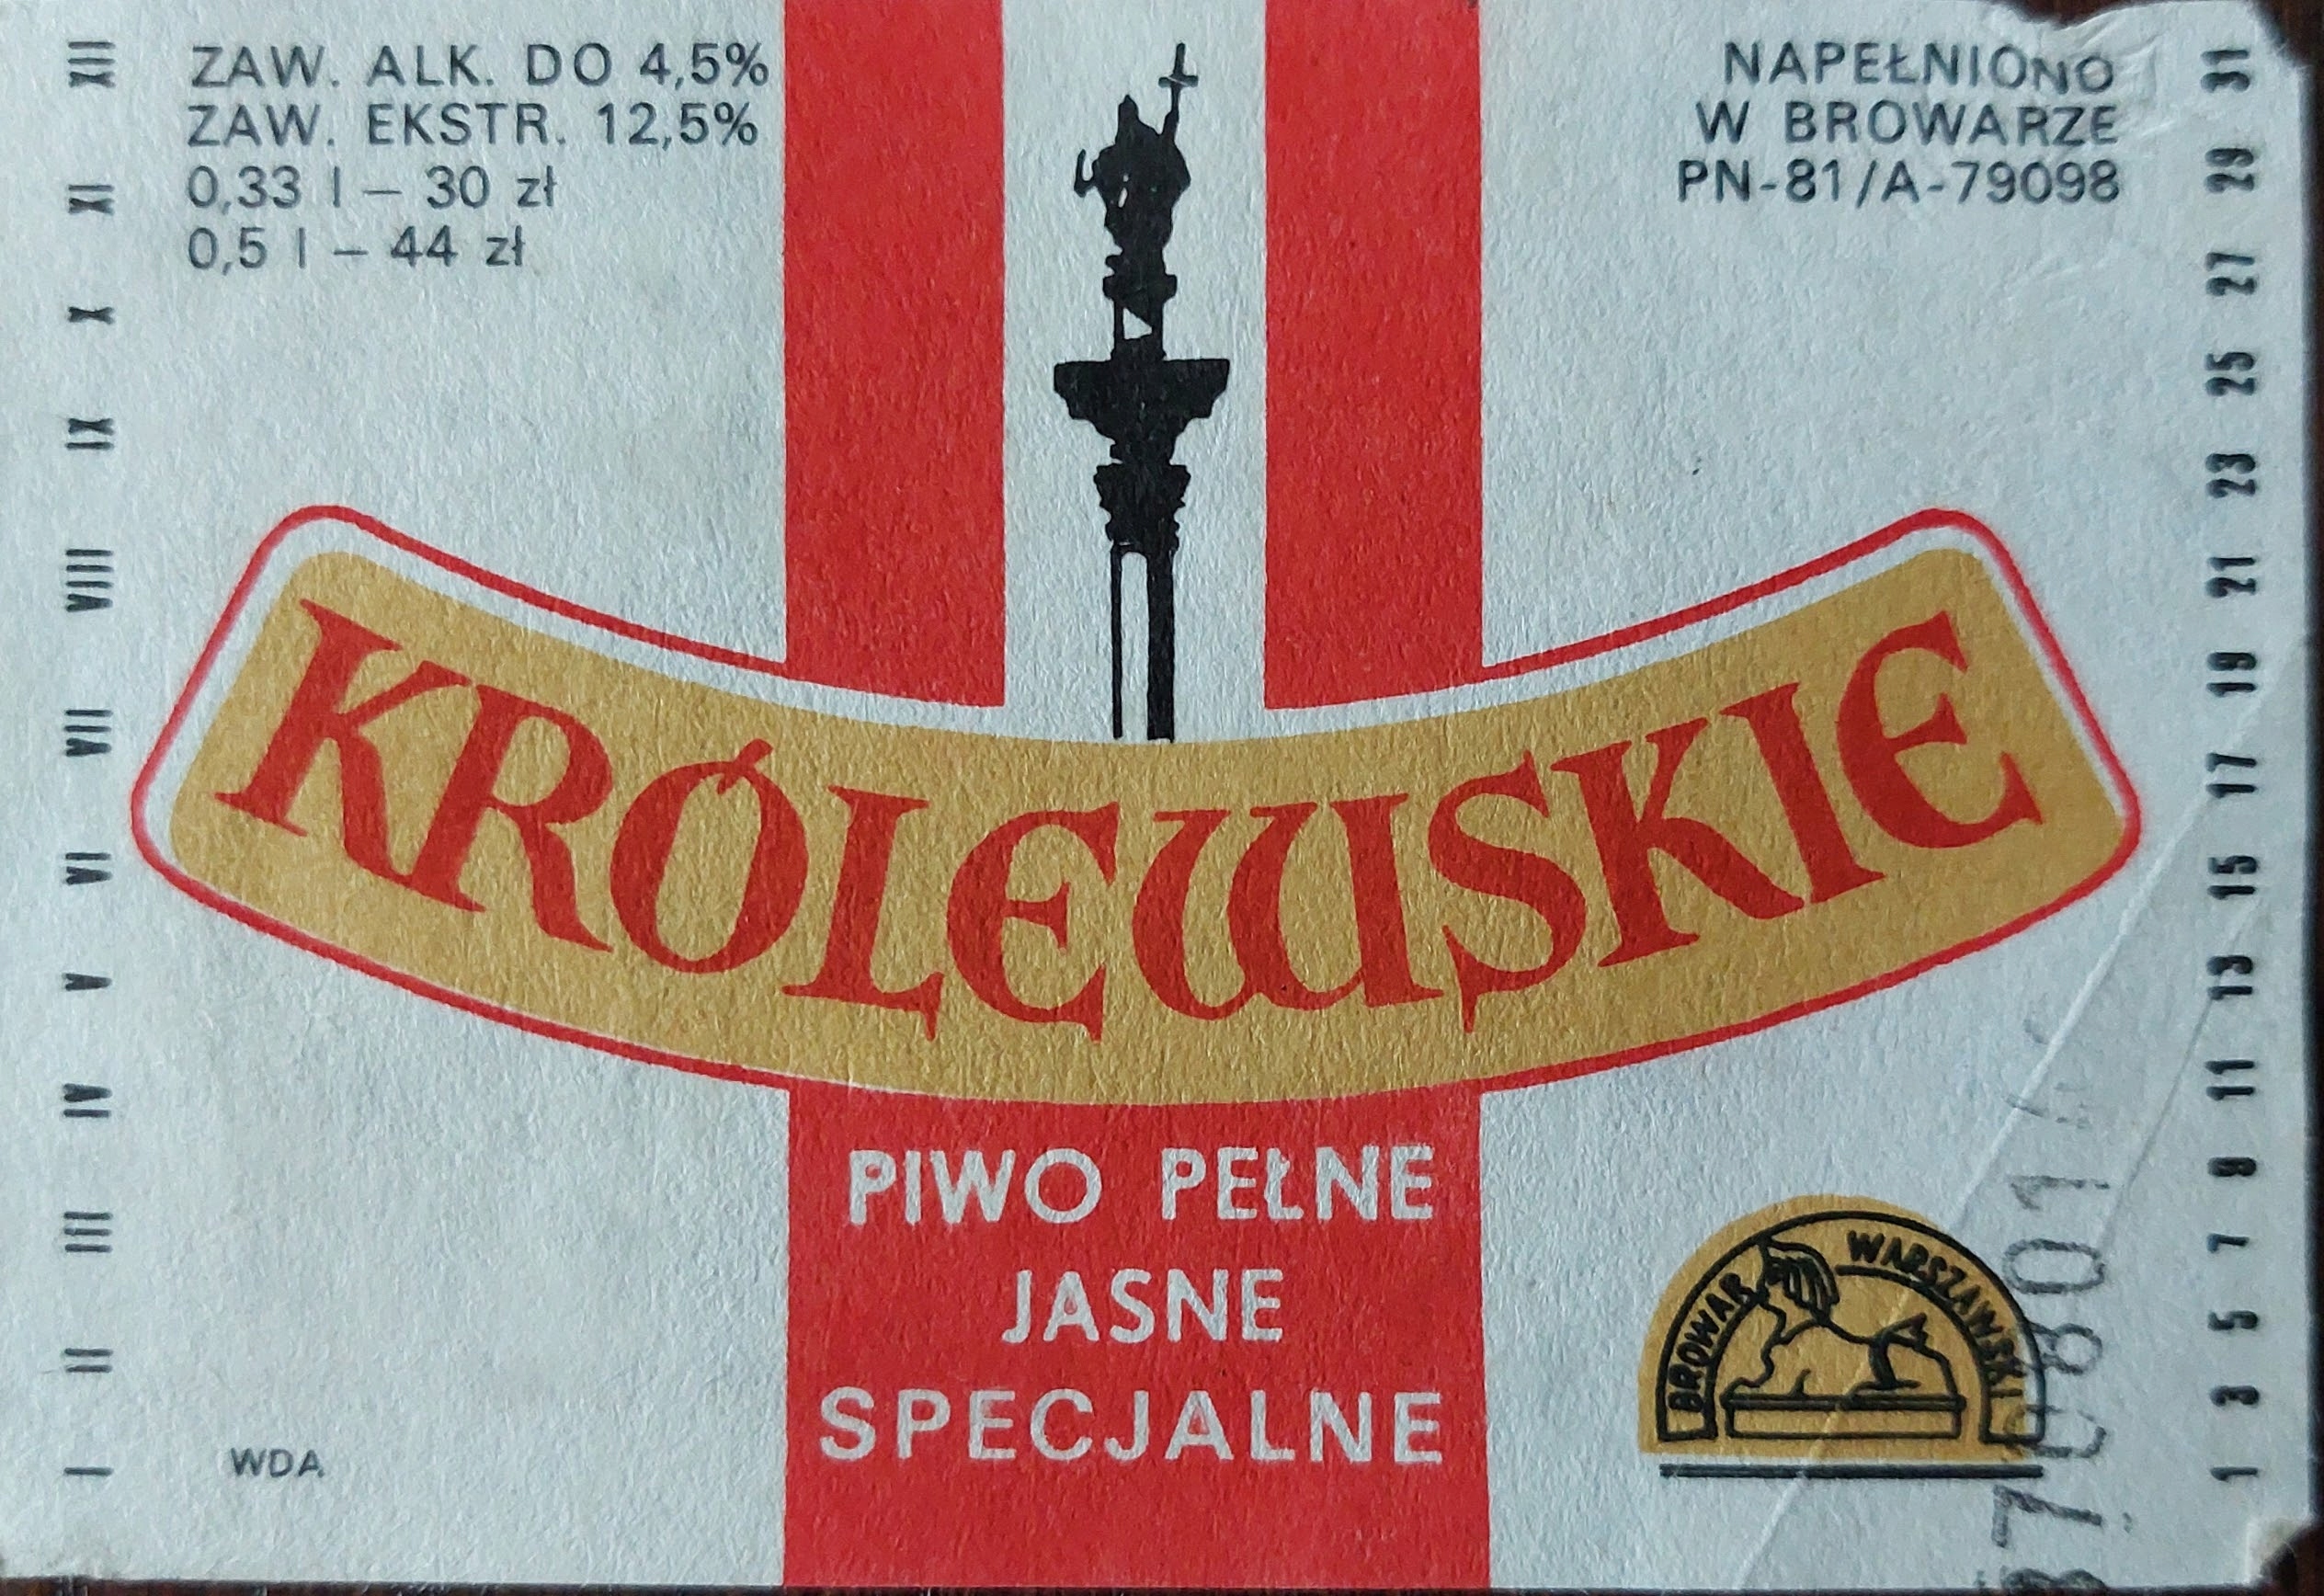 ZAW. ALK. DO 4,5%
ZAW. EKSTR. 12,5%
0,33 l – 30 zł
0,5 l – 44 zł
NAPEŁNIONO
W BROWARZE
PN-81/A-79098
XII
XI
X
IX
VIIII
VII
VI
V
IV
III
II
I
31
29
27
25
23
21
19
17
15
13
11
9
7
5
3
1
KRÓLEWSKIE
PIWO PEŁNE
JASNE
SPECJALNE
WDA
BROWAR WARSZAWSKI